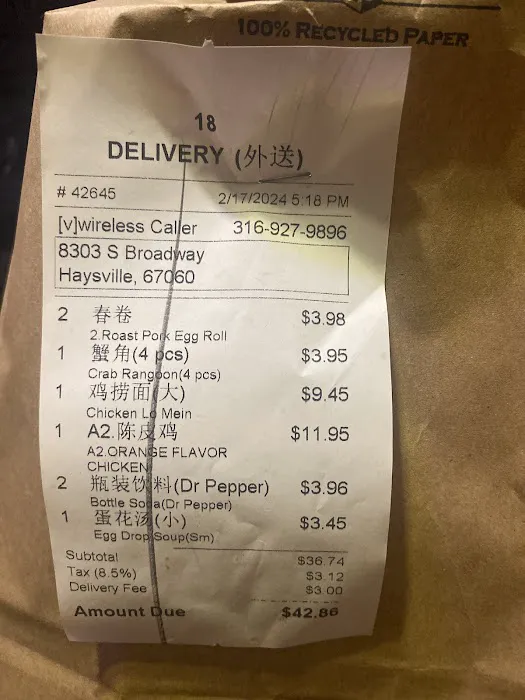 100% RECYCLED PAPER
18
DELIVERY (外送)
# 42645 2/17/2024 5:18 PM
[v]wireless Caller 316-927-9896
8303 S Broadway
Haysville, 67060
2 春卷 $3.98
2.Roast Pork Egg Roll
1 蟹角(4 pcs) $3.95
Crab Rangoon(4 pcs)
1 鸡捞面(大) $9.45
Chicken Lo Mein
1 A2.陈皮鸡 $11.95
A2.ORANGE FLAVOR
CHICKEN
2 瓶装饮料(Dr Pepper) $3.96
Bottle Soda(Dr Pepper)
1 蛋花汤(小) $3.45
Egg Drop Soup(Sm)
Subtotal $36.74
Tax (8.5%) $3.12
Delivery Fee $3.00
Amount Due $42.86